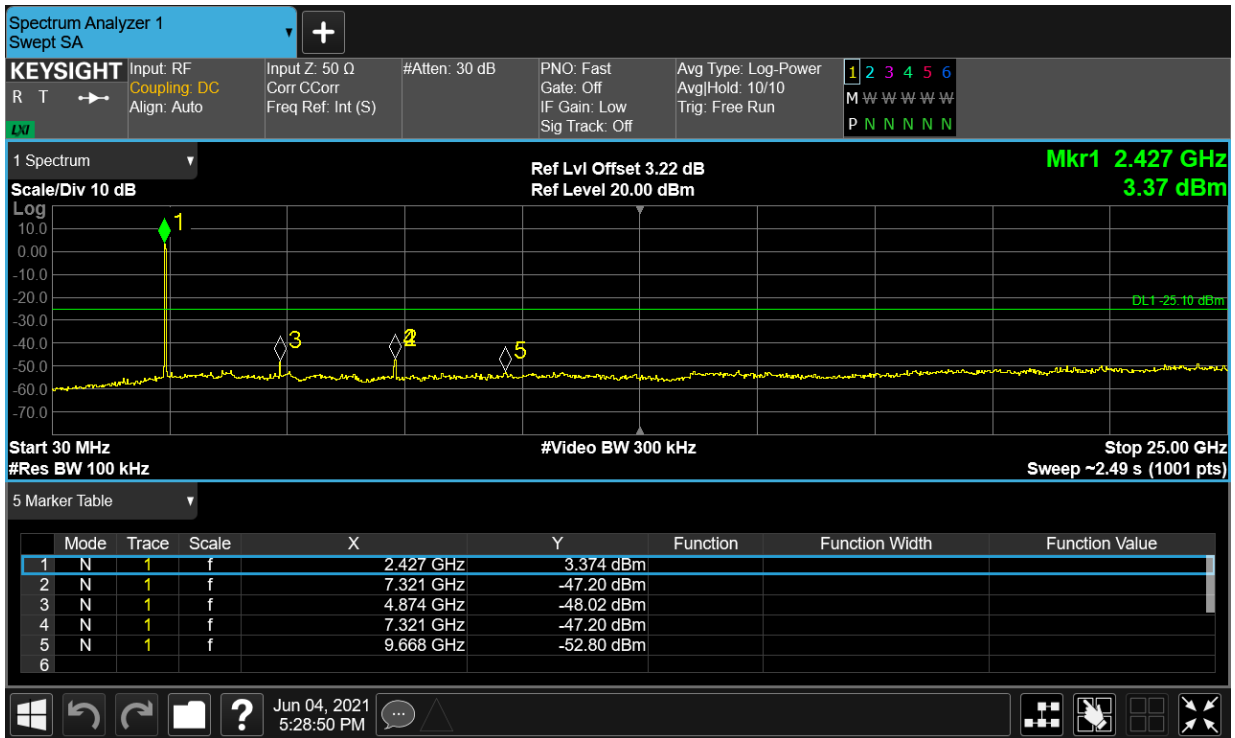 Spectrum Analyzer 1
Swept SA
KEYSIGHT
R T
LXI
Input: RF
Coupling: DC
Align: Auto
Input Z: 50 Ω
Corr CCorr
Freq Ref: Int (S)
#Atten: 30 dB
PNO: Fast
Gate: Off
IF Gain: Low
Sig Track: Off
Avg Type: Log-Power
Avg|Hold: 10/10
Trig: Free Run
1 2 3 4 5 6
M W W W W W
P N N N N N
1 Spectrum
Scale/Div 10 dB
Ref Lvl Offset 3.22 dB
Ref Level 20.00 dBm
Mkr1 2.427 GHz
3.37 dBm
Log
10.0
0.00
-10.0
-20.0
-30.0
-40.0
-50.0
-60.0
-70.0
1
3
5
DL1 -25.10 dBm
Start 30 MHz
#Res BW 100 kHz
#Video BW 300 kHz
Stop 25.00 GHz
Sweep ~2.49 s (1001 pts)
5 Marker Table
Mode Trace Scale X Y Function Function Width Function Value
1 N 1 f 2.427 GHz 3.374 dBm
2 N 1 f 7.321 GHz -47.20 dBm
3 N 1 f 4.874 GHz -48.02 dBm
4 N 1 f 7.321 GHz -47.20 dBm
5 N 1 f 9.668 GHz -52.80 dBm
6
?
Jun 04, 2021
5:28:50 PM